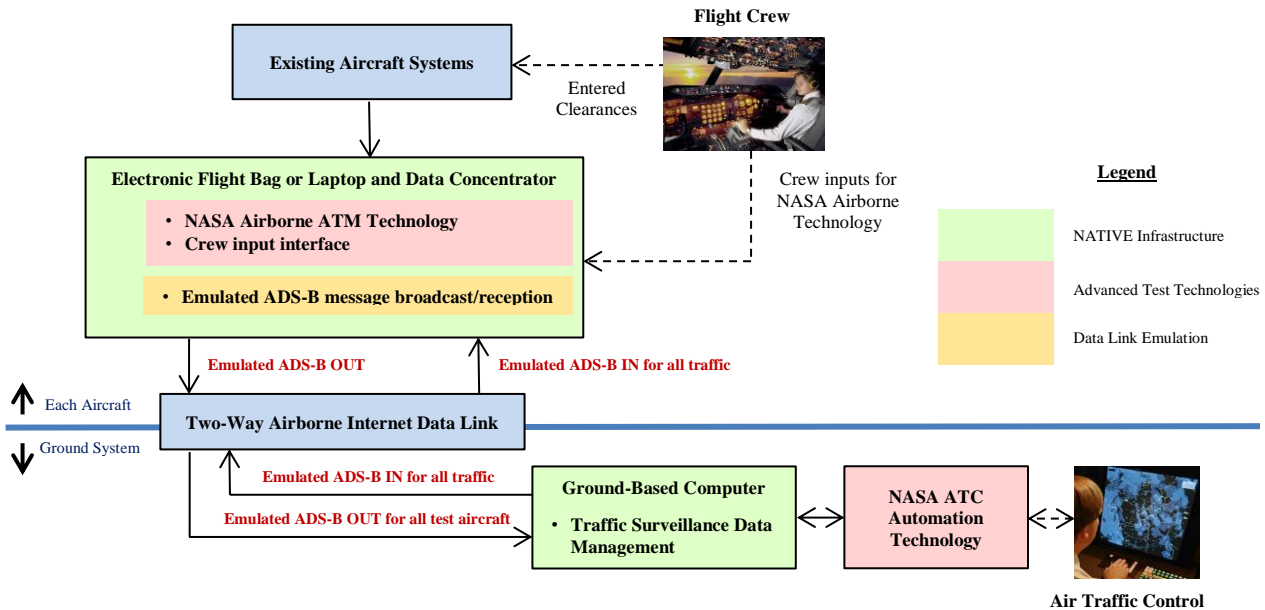 Flight Crew
Existing Aircraft Systems
Entered
Clearances
Electronic Flight Bag or Laptop and Data Concentrator
• NASA Airborne ATM Technology
• Crew input interface
• Emulated ADS-B message broadcast/reception
Crew inputs for
NASA Airborne
Technology
Legend
NATIVE Infrastructure
Advanced Test Technologies
Data Link Emulation
Emulated ADS-B OUT
Emulated ADS-B IN for all traffic
Each Aircraft
Two-Way Airborne Internet Data Link
Ground System
Emulated ADS-B IN for all traffic
Emulated ADS-B OUT for all test aircraft
Ground-Based Computer
• Traffic Surveillance Data
Management
NASA ATC
Automation
Technology
Air Traffic Control